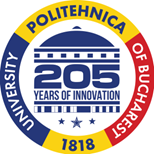 UNIVERSITY
POLITEHNICA
OF BUCHAREST
205
YEARS OF INNOVATION
1818